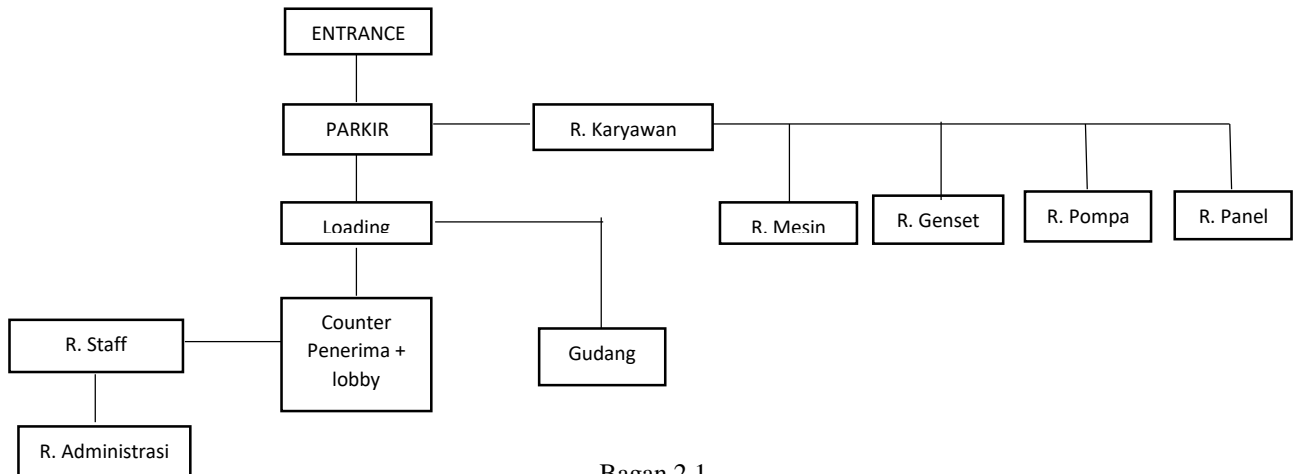 ENTRANCE
PARKIR
R. Karyawan
Loading
R. Mesin
R. Genset
R. Pompa
R. Panel
Counter
Penerima +
lobby
R. Staff
Gudang
R. Administrasi
Bagan 2.1